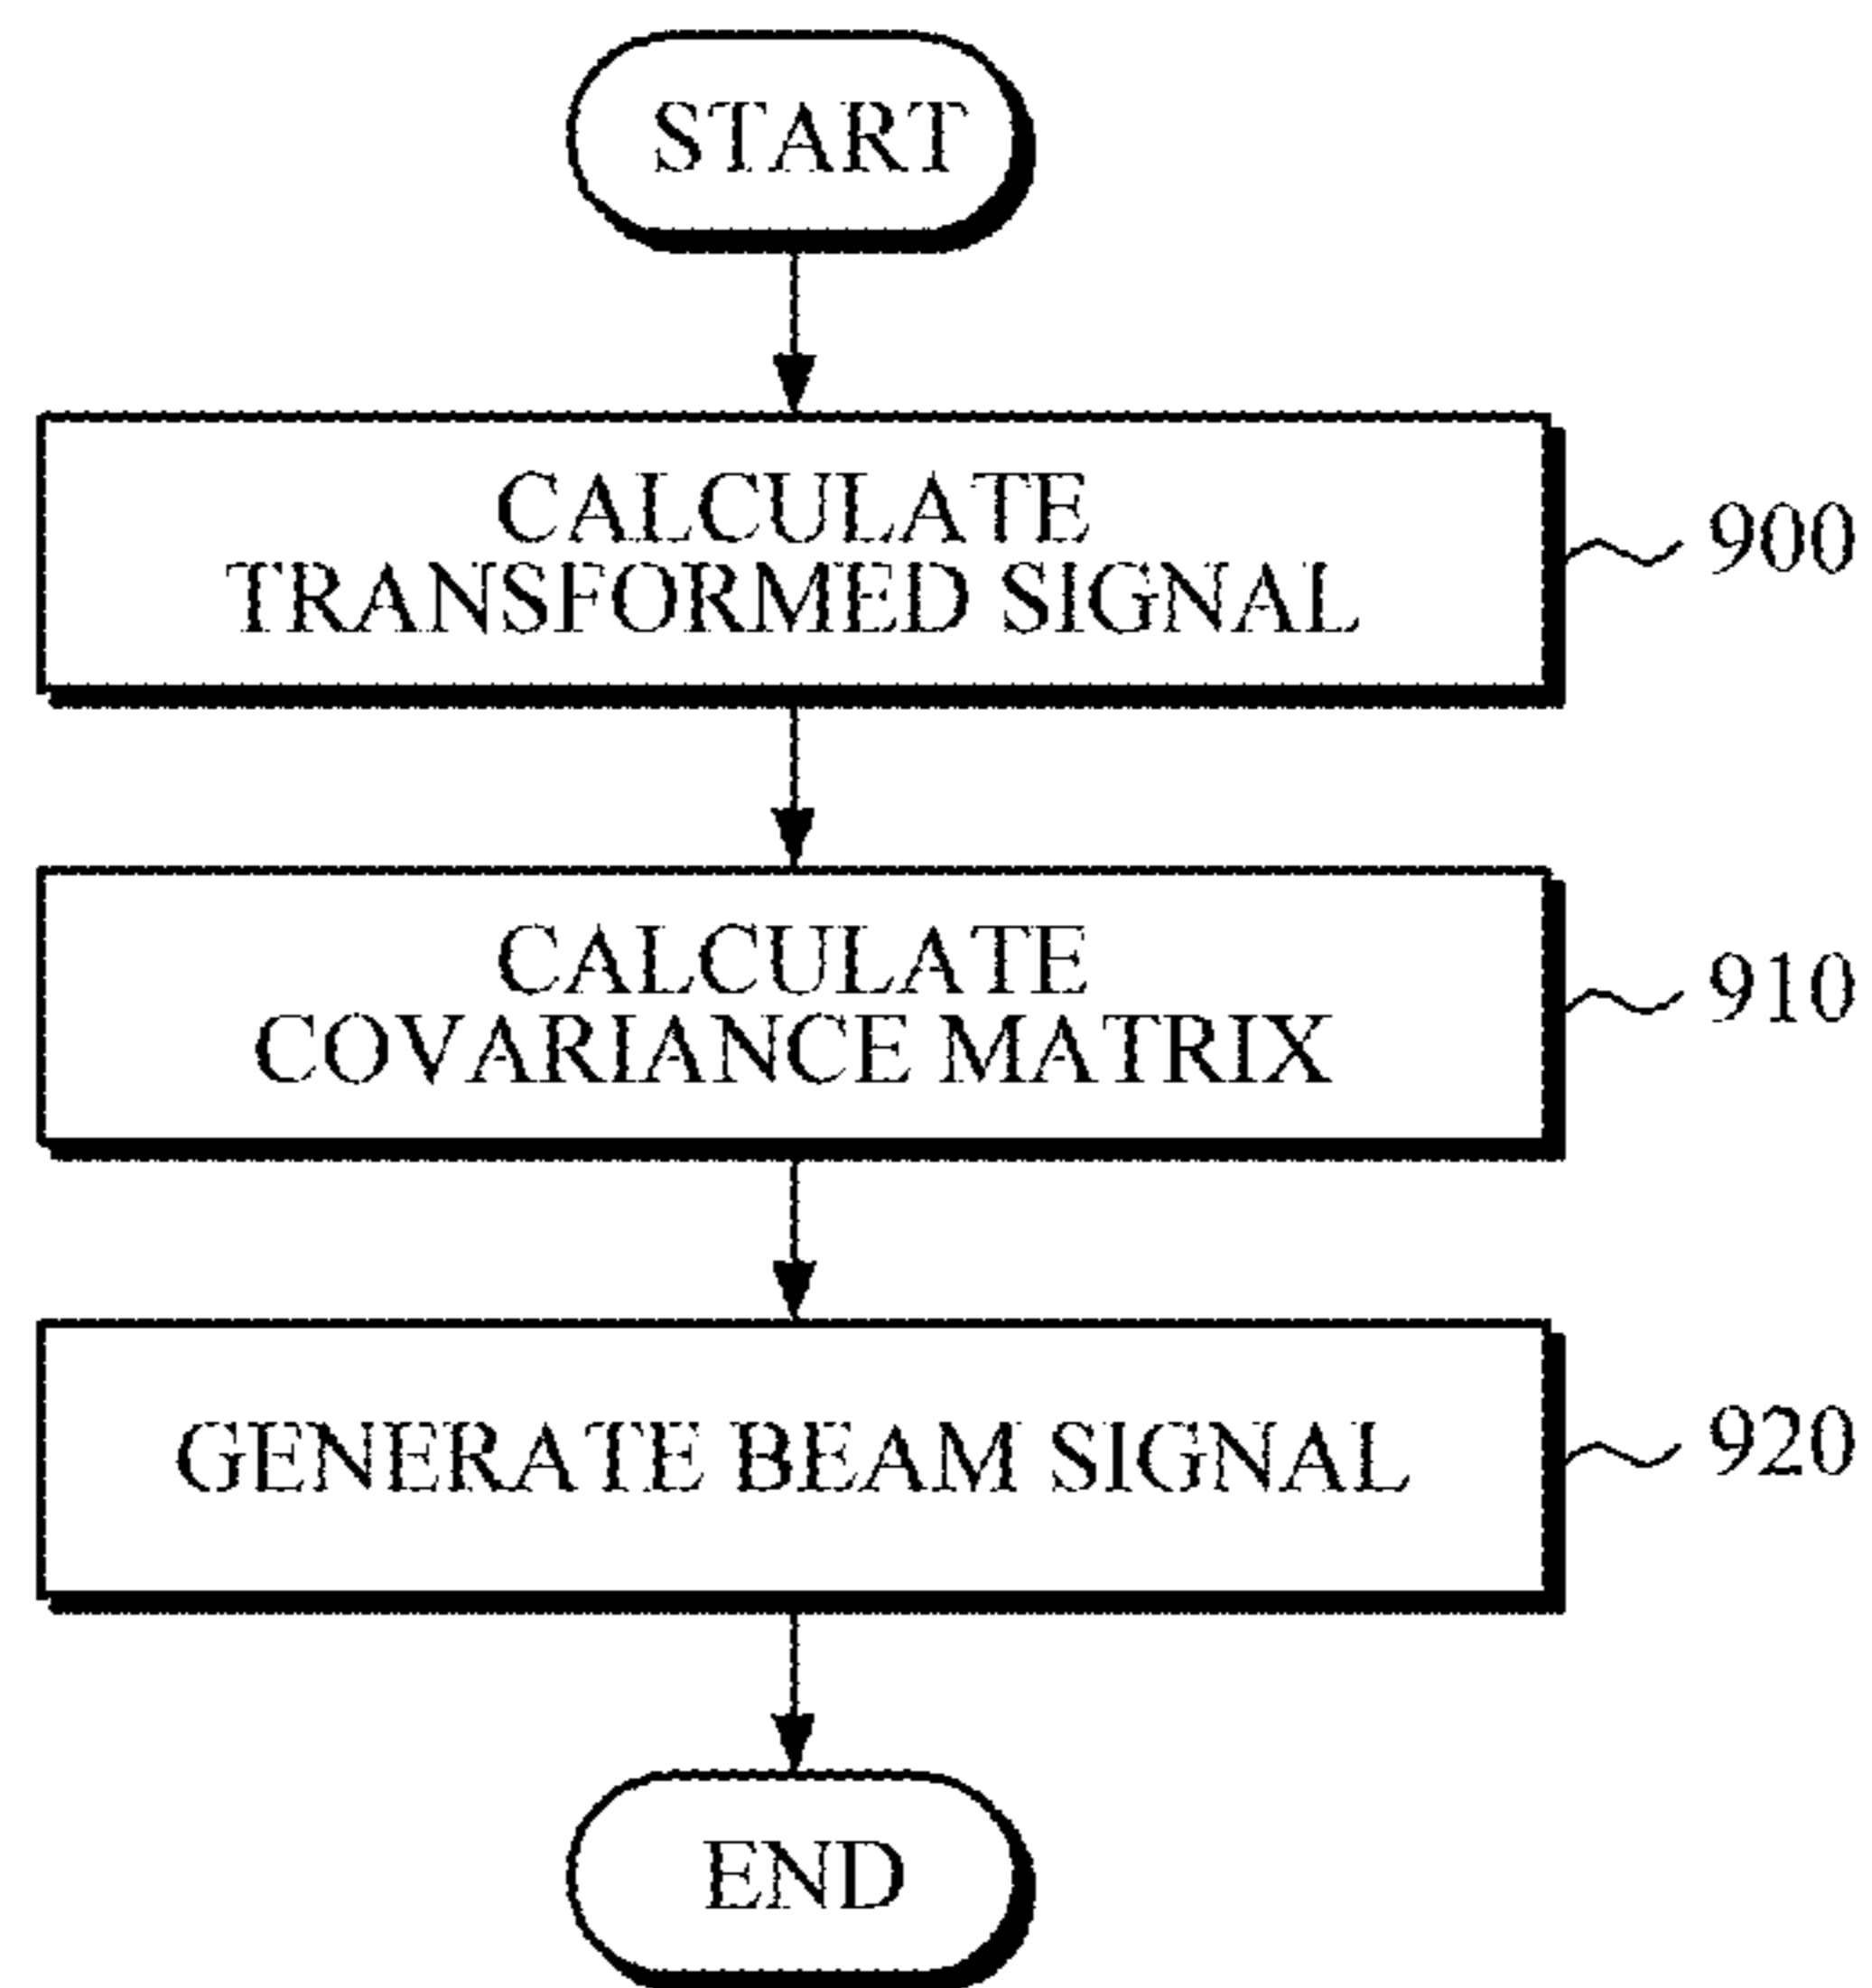 START
CALCULATE
TRANSFORMED SIGNAL
900
CALCULATE
COVARIANCE MATRIX
910
GENERATE BEAM SIGNAL
920
END